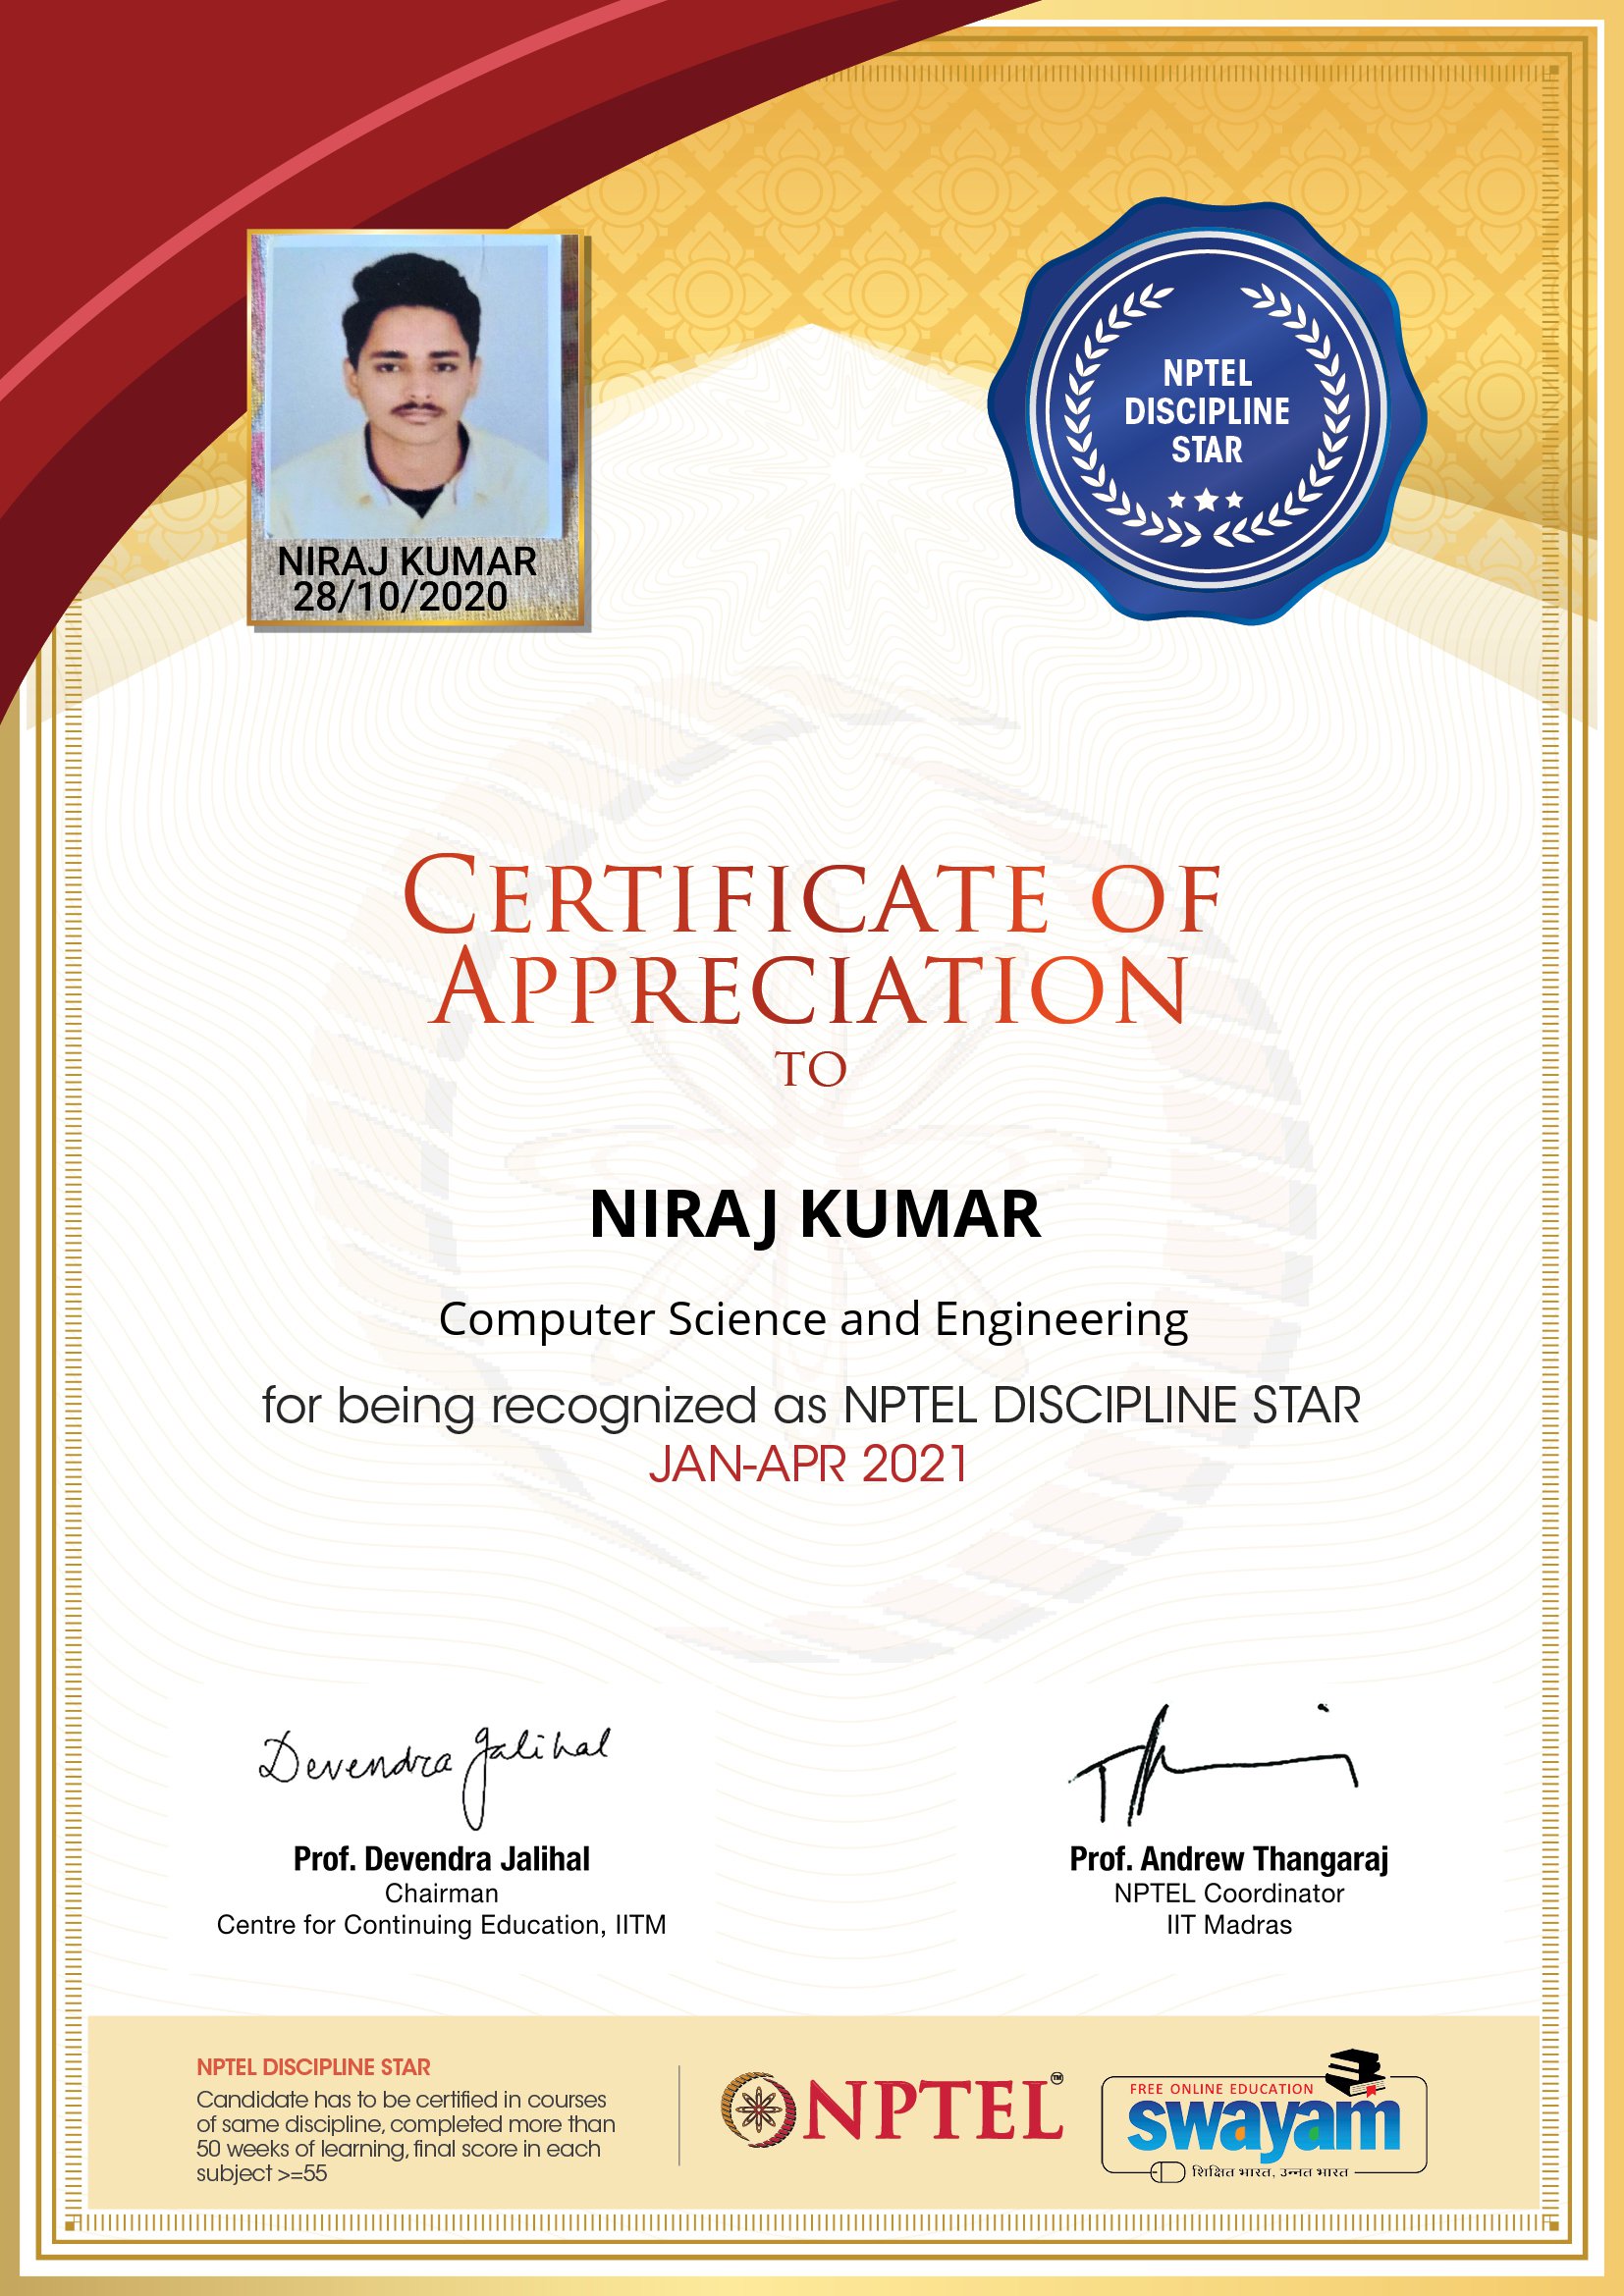 NIRAJ KUMAR
28/10/2020
NPTEL
DISCIPLINE
STAR
CERTIFICATE OF
APPRECIATION
TO
NIRAJ KUMAR
Computer Science and Engineering
for being recognized as NPTEL DISCIPLINE STAR
JAN-APR 2021
Devendra Jalihal
Prof. Devendra Jalihal
Chairman
Centre for Continuing Education, IITM
Prof. Andrew Thangaraj
NPTEL Coordinator
IIT Madras
NPTEL DISCIPLINE STAR
Candidate has to be certified in courses
of same discipline, completed more than
50 weeks of learning, final score in each
subject >=55
NPTEL™
FREE ONLINE EDUCATION
swayam
शिक्षित भारत, उन्नत भारत